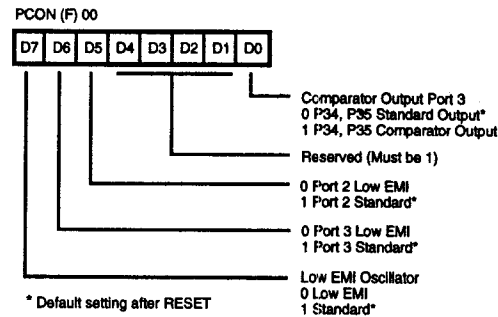 PCON (F) 00
D7 D6 D5 D4 D3 D2 D1 D0
Comparator Output Port 3
0 P34, P35 Standard Output*
1 P34, P35 Comparator Output
Reserved (Must be 1)
0 Port 2 Low EMI
1 Port 2 Standard*
0 Port 3 Low EMI
1 Port 3 Standard*
Low EMI Oscillator
0 Low EMI
1 Standard*
* Default setting after RESET